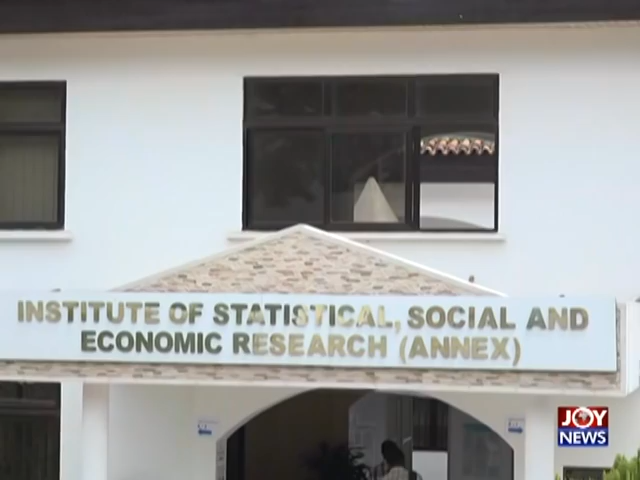 INSTITUTE OF STATISTICAL, SOCIAL AND
ECONOMIC RESEARCH (ANNEX)
JOY
NEWS